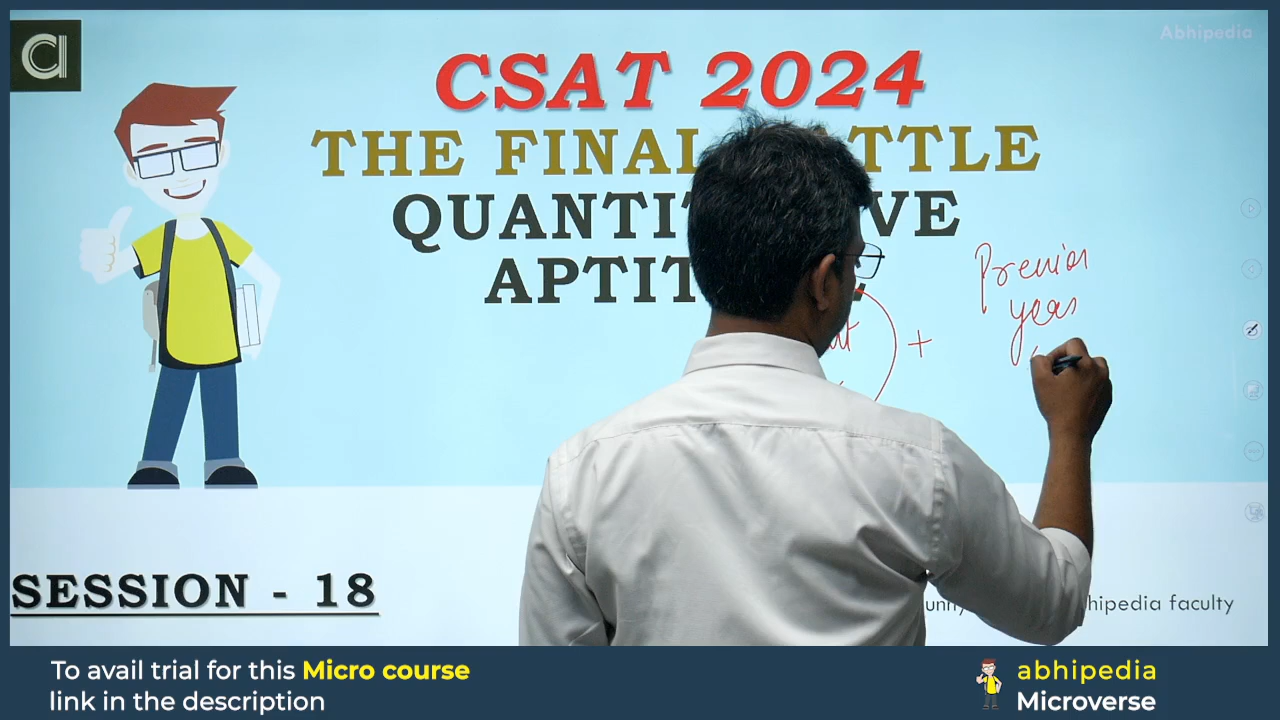 Abhipedia
CSAT 2024
THE FINAL TTLE
QUANTI VE
APTIT
+
Previous
year
SESSION - 18
hipedia faculty
To avail trial for this Micro course
link in the description
abhipedia
Microverse